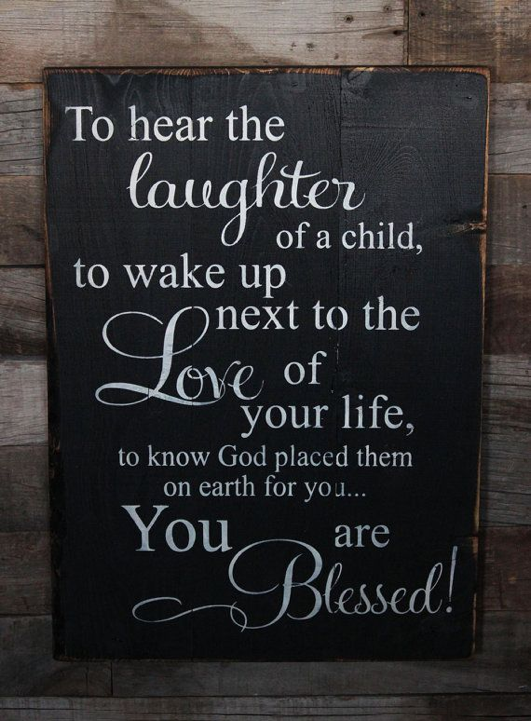 To hear the
laughter
of a child,
to wake up
next to the
Love of
your life,
to know God placed them
on earth for you...
You are
Blessed!